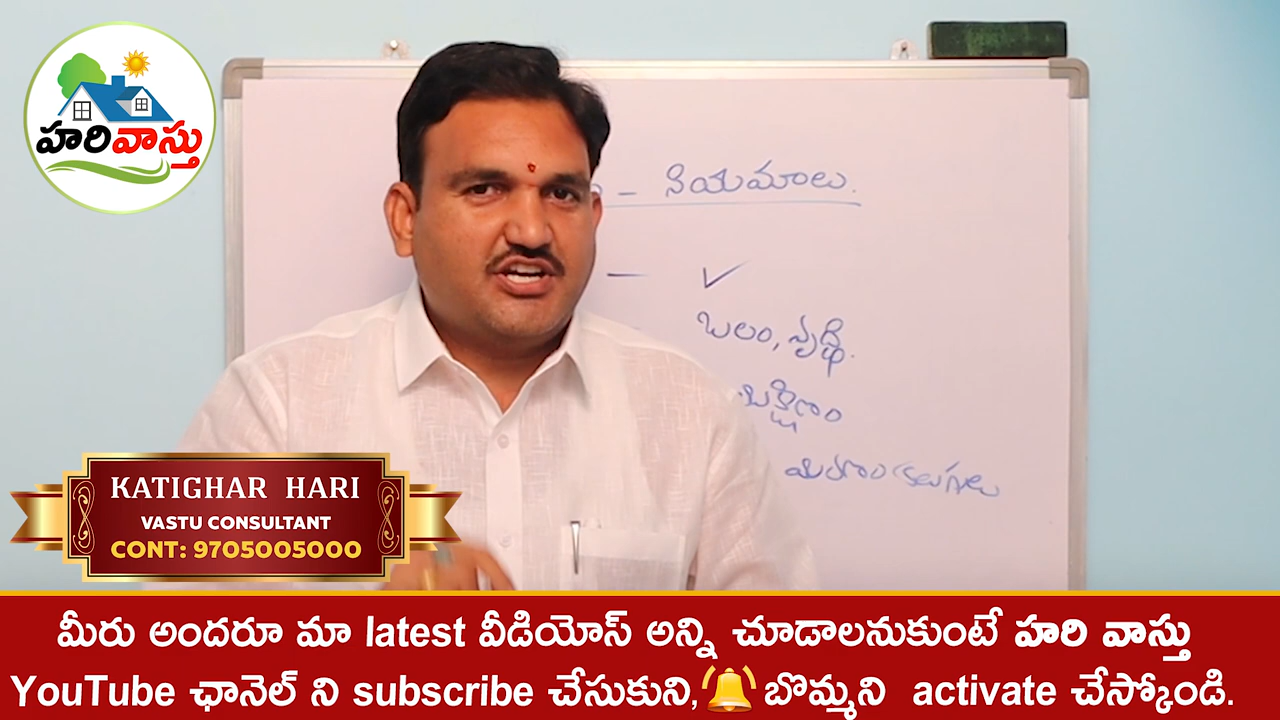 హరివాస్తు
– నియమాలు.
– ✓
బలం, వృద్ధి.
KATIGHAR HARI
VASTU CONSULTANT
CONT: 9705005000
మీరు అందరూ మా latest వీడియోస్ అన్ని చూడాలనుకుంటే హరి వాస్తు
YouTube ఛానెల్ ని subscribe చేసుకుని,🔔బొమ్మని activate చేస్కోండి.